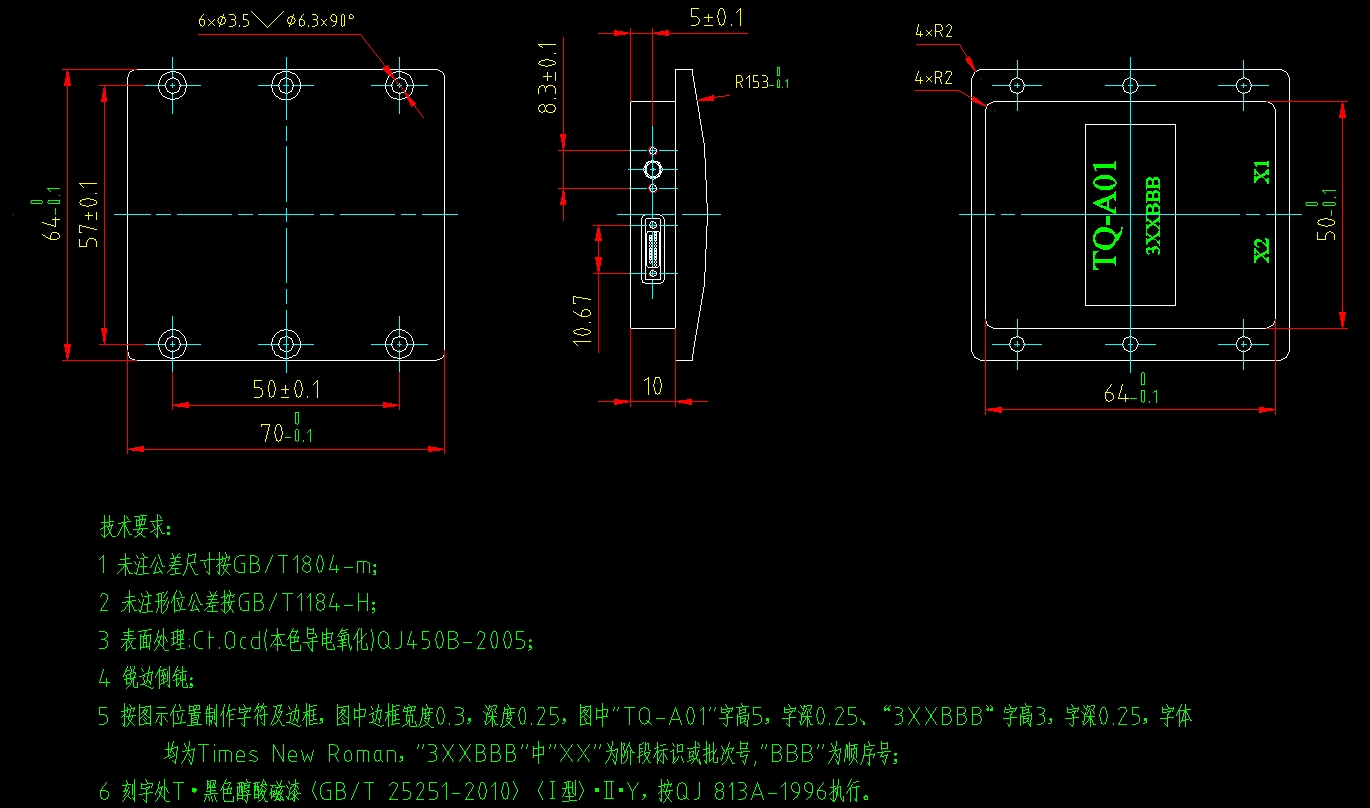 6×Φ3.5 Φ6.3×90°
64 0 -0.1
57±0.1
50±0.1
70 0 -0.1
5±0.1
8.3±0.1
R153 0 -0.1
10.67
10
4×R2
4×R2
TQ-A01
3XXBBB
X1
X2
50 0 -0.1
64 0 -0.1
技术要求:
1 未注公差尺寸按GB/T1804-m;
2 未注形位公差按GB/T1184-H;
3 表面处理:Ct.Ocd(本色导电氧化)QJ450B-2005;
4 锐边倒钝;
5 按图示位置制作字符及边框, 图中边框宽度0.3, 深度0.25, 图中"TQ-A01"字高5, 字深0.25、“3XXBBB”字高3, 字深0.25, 字体
均为Times New Roman, "3XXBBB"中"XX"为阶段标识或批次号,"BBB"为顺序号;
6 刻字处T·黑色醇酸磁漆〈GB/T 25251-2010〉〈Ⅰ型〉·Ⅱ·Y, 按QJ 813A-1996执行。